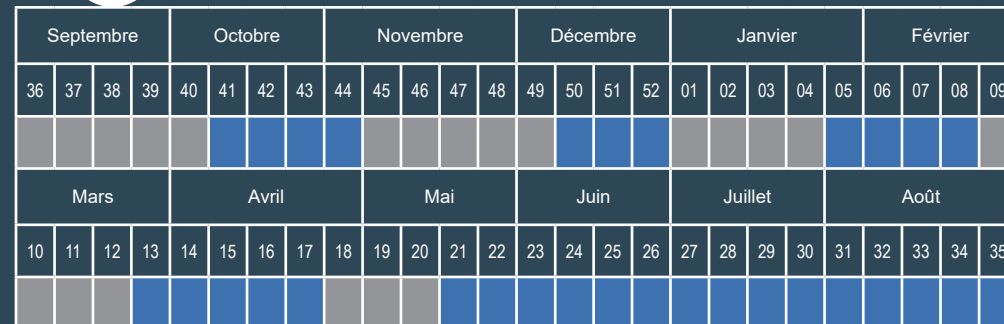 Septembre Octobre Novembre Décembre Janvier Février
36 37 38 39 40 41 42 43 44 45 46 47 48 49 50 51 52 01 02 03 04 05 06 07 08 09
Mars Avril Mai Juin Juillet Août
10 11 12 13 14 15 16 17 18 19 20 21 22 23 24 25 26 27 28 29 30 31 32 33 34 35